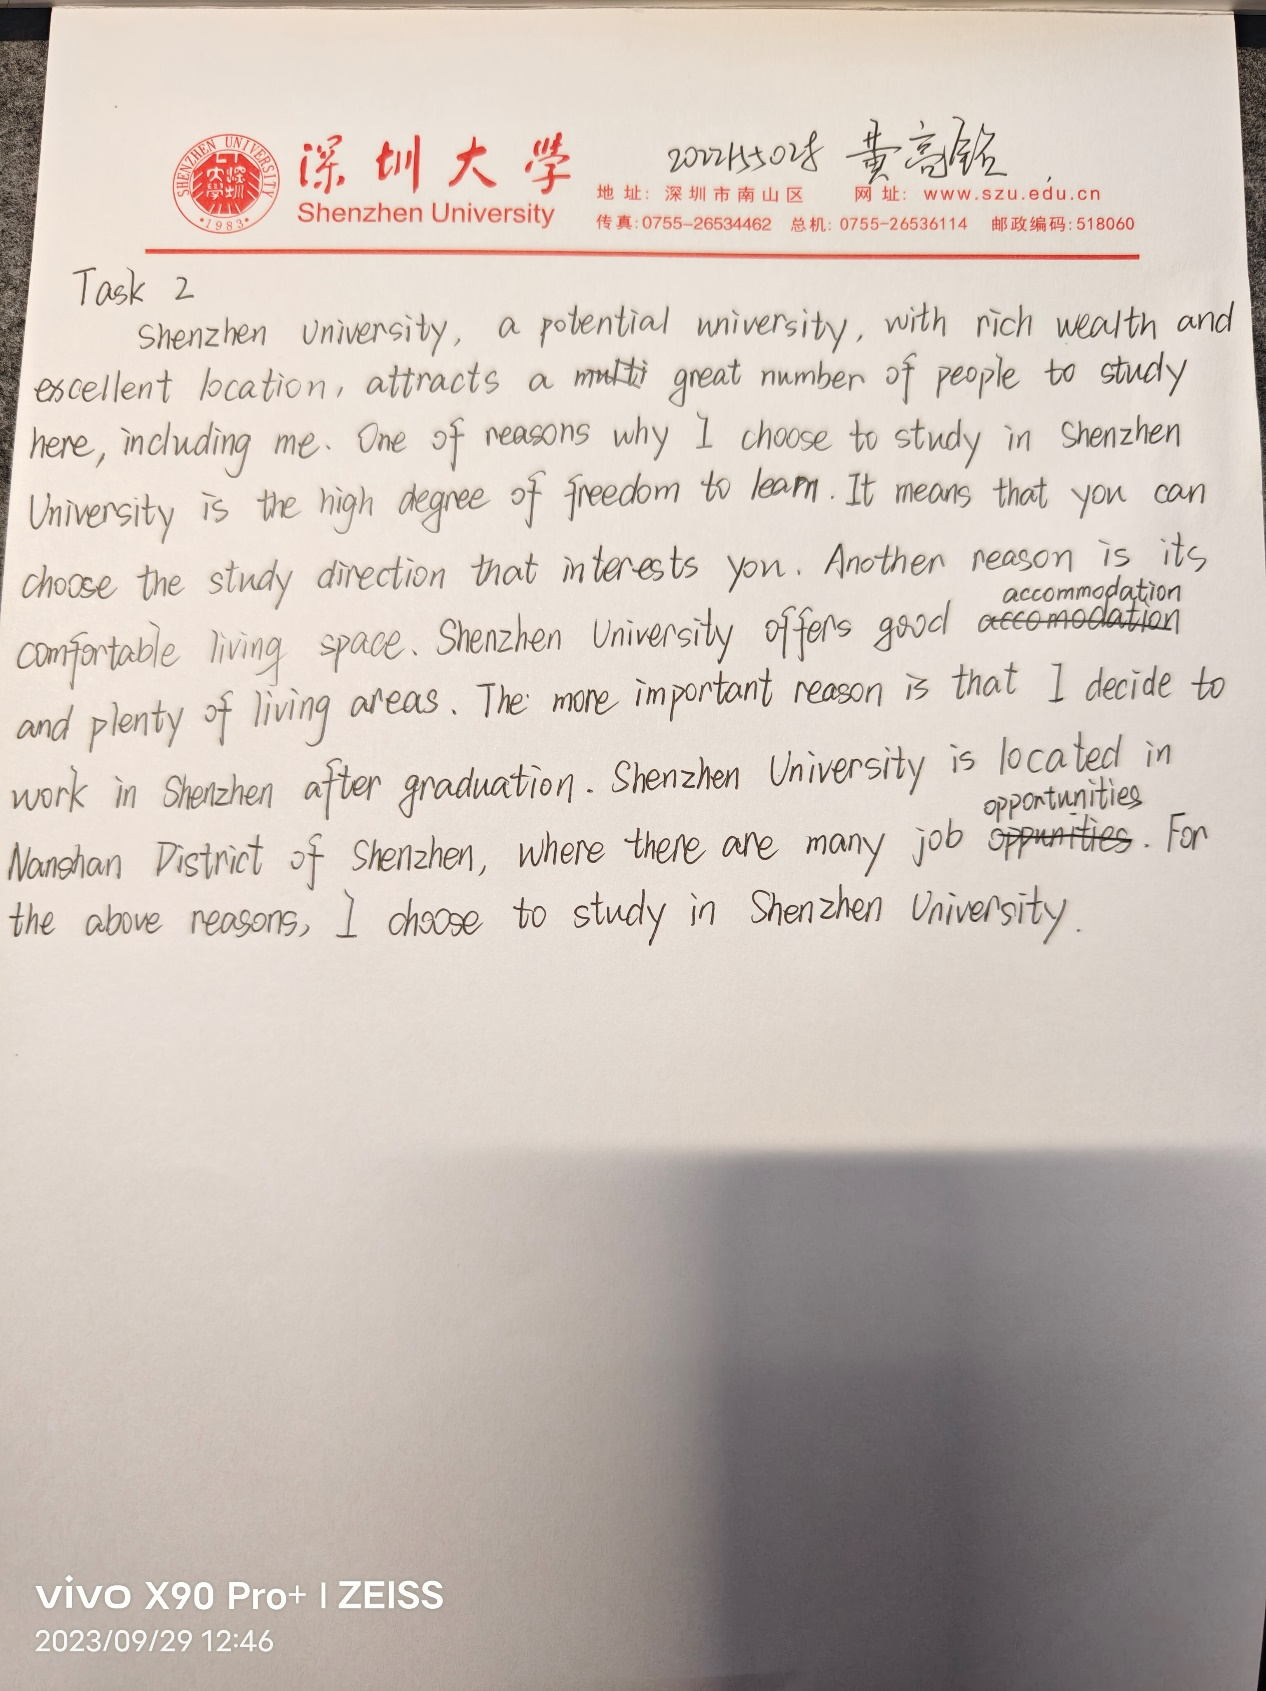 SHENZHEN UNIVERSITY
深圳大學
•1983•
深圳大学
Shenzhen University
黄高铭
地址: 深圳市南山区 网址: www.szu.edu.cn
传真:0755-26534462 总机: 0755-26536114 邮政编码:518060
Task 2
Shenzhen University, a potential university, with rich wealth and
excellent location, attracts a multi great number of people to study
here, including me. One of reasons why I choose to study in Shenzhen
University is the high degree of freedom to learn. It means that you can
choose the study direction that interests you. Another reason is its
accommodation
comfortable living space. Shenzhen University offers good accomodation
and plenty of living areas. The more important reason is that I decide to
work in Shenzhen after graduation. Shenzhen University is located in
opportunities
Nanshan District of Shenzhen, where there are many job oppunities. For
the above reasons, I choose to study in Shenzhen University.
vivo X90 Pro+ | ZEISS
2023/09/29 12:46